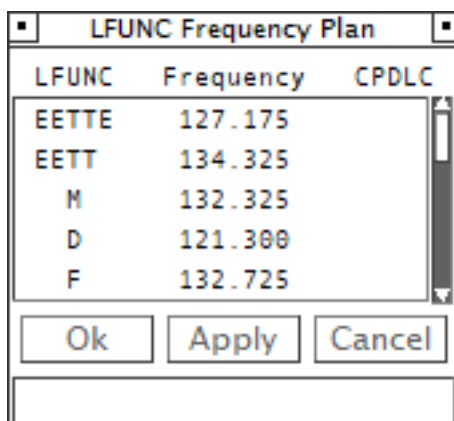 LFUNC Frequency Plan
LFUNC Frequency CPDLC
EETTE 127.175
EETT 134.325
M 132.325
D 121.300
F 132.725
Ok Apply Cancel